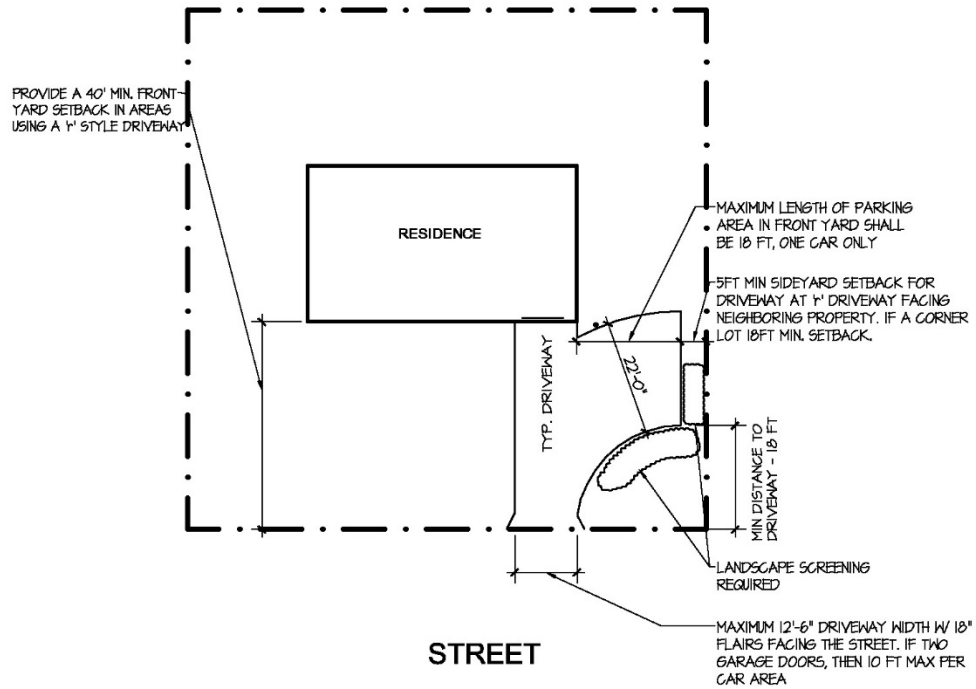 PROVIDE A 40' MIN. FRONT
YARD SETBACK IN AREAS
USING A 'r' STYLE DRIVEWAY
RESIDENCE
MAXIMUM LENGTH OF PARKING
AREA IN FRONT YARD SHALL
BE 18 FT, ONE CAR ONLY
5FT MIN SIDEYARD SETBACK FOR
DRIVEWAY AT 'r' DRIVEWAY FACING
NEIGHBORING PROPERTY. IF A CORNER
LOT 18FT MIN. SETBACK.
TYP. DRIVEWAY
22'-0"
MIN DISTANCE TO
DRIVEWAY - 18 FT
LANDSCAPE SCREENING
REQUIRED
MAXIMUM 12'-6" DRIVEWAY WIDTH W/ 18"
FLAIRS FACING THE STREET. IF TWO
GARAGE DOORS, THEN 10 FT MAX PER
CAR AREA
STREET